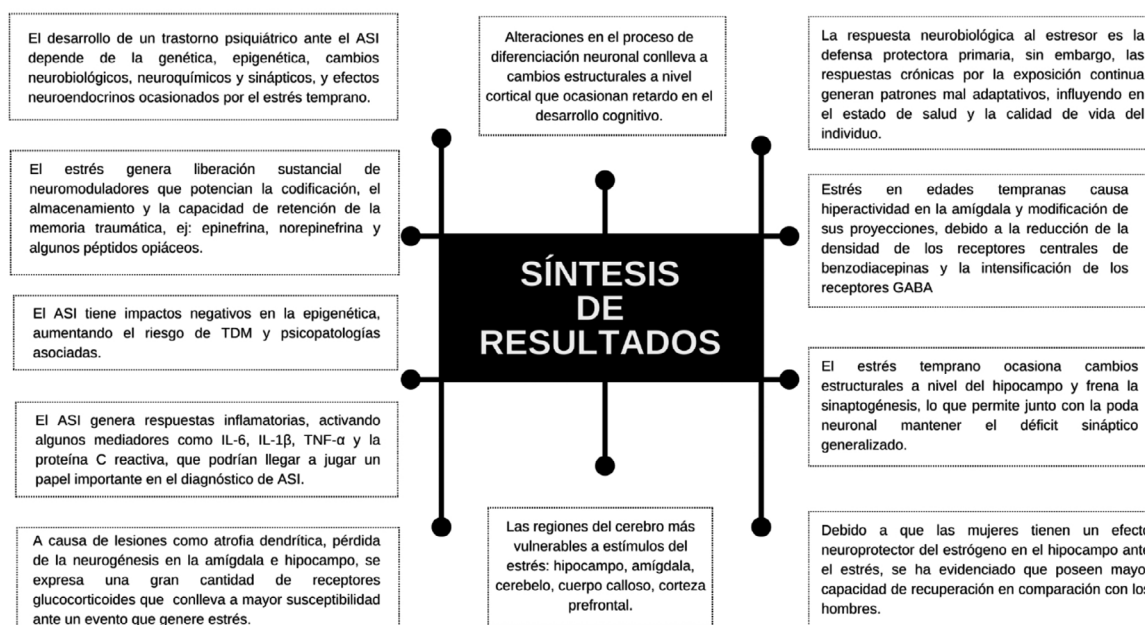 El desarrollo de un trastorno psiquiátrico ante el ASI
depende de la genética, epigenética, cambios
neurobiológicos, neuroquímicos y sinápticos, y efectos
neuroendocrinos ocasionados por el estrés temprano.
El estrés genera liberación sustancial de
neuromoduladores que potencian la codificación, el
almacenamiento y la capacidad de retención de la
memoria traumática, ej: epinefrina, norepinefrina y
algunos péptidos opiáceos.
El ASI tiene impactos negativos en la epigenética,
aumentando el riesgo de TDM y psicopatologías
asociadas.
El ASI genera respuestas inflamatorias, activando
algunos mediadores como IL-6, IL-1β, TNF-α y la
proteína C reactiva, que podrían llegar a jugar un
papel importante en el diagnóstico de ASI.
A causa de lesiones como atrofia dendrítica, pérdida
de la neurogénesis en la amígdala e hipocampo, se
expresa una gran cantidad de receptores
glucocorticoides que conlleva a mayor susceptibilidad
ante un evento que genere estrés.
Alteraciones en el proceso de
diferenciación neuronal conlleva a
cambios estructurales a nivel
cortical que ocasionan retardo en el
desarrollo cognitivo.
SÍNTESIS
DE
RESULTADOS
Las regiones del cerebro más
vulnerables a estímulos del
estrés: hipocampo, amígdala,
cerebelo, cuerpo calloso, corteza
prefrontal.
La respuesta neurobiológica al estresor es la
defensa protectora primaria, sin embargo, las
respuestas crónicas por la exposición continua
generan patrones mal adaptativos, influyendo en
el estado de salud y la calidad de vida del
individuo.
Estrés en edades tempranas causa
hiperactividad en la amígdala y modificación de
sus proyecciones, debido a la reducción de la
densidad de los receptores centrales de
benzodiacepinas y la intensificación de los
receptores GABA
El estrés temprano ocasiona cambios
estructurales a nivel del hipocampo y frena la
sinaptogénesis, lo que permite junto con la poda
neuronal mantener el déficit sináptico
generalizado.
Debido a que las mujeres tienen un efecto
neuroprotector del estrógeno en el hipocampo ante
el estrés, se ha evidenciado que poseen mayo
capacidad de recuperación en comparación con los
hombres.